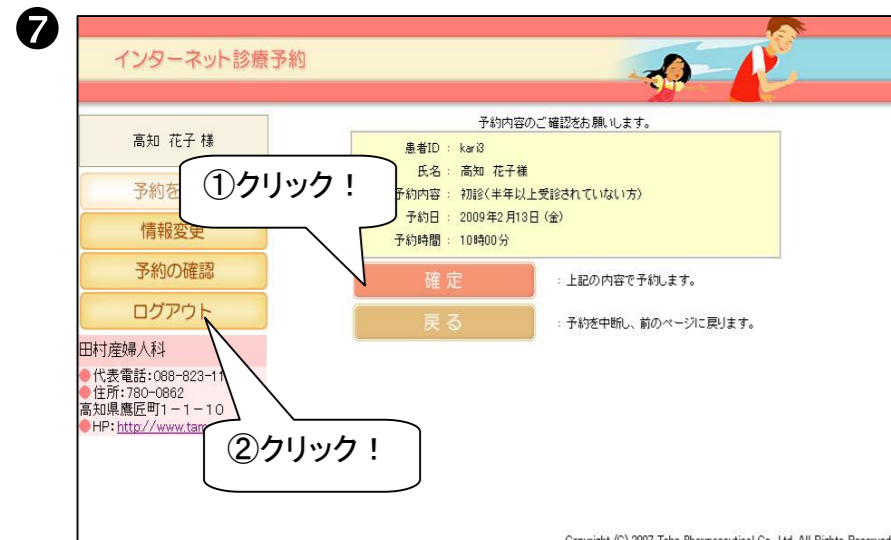 ❼
インターネット診療予約
高知 花子 様
予約を
情報変更
予約の確認
ログアウト
田村産婦人科
●代表電話:088-823-11
●住所:780-0862
高知県鷹匠町1-1-10
●HP:http://www.tam
①クリック！
②クリック！
予約内容のご確認をお願いします。
患者ID : kari3
氏名 : 高知 花子様
予約内容 : 初診(半年以上受診されていない方)
予約日 : 2009年2月13日(金)
予約時間 : 10時00分
確定 : 上記の内容で予約します。
戻る : 予約を中断し、前のページに戻ります。
Copyright (C) 2007 Toho Pharmaceutical Co., Ltd. All Rights Reserved